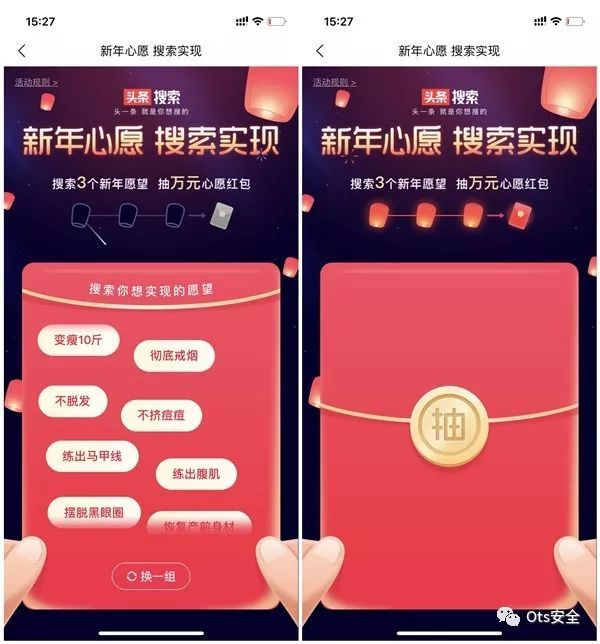 15:27
新年心愿 搜索实现
活动规则 >
头条 搜索
头一条 就是你想搜的
新年心愿 搜索实现
搜索3个新年愿望 抽万元心愿红包
搜索你想实现的愿望
变瘦10斤
彻底戒烟
不脱发
不挤痘痘
练出马甲线
练出腹肌
摆脱黑眼圈
恢复产前身材
换一组
15:27
新年心愿 搜索实现
活动规则 >
头条 搜索
头一条 就是你想搜的
新年心愿 搜索实现
搜索3个新年愿望 抽万元心愿红包
抽
Ots安全